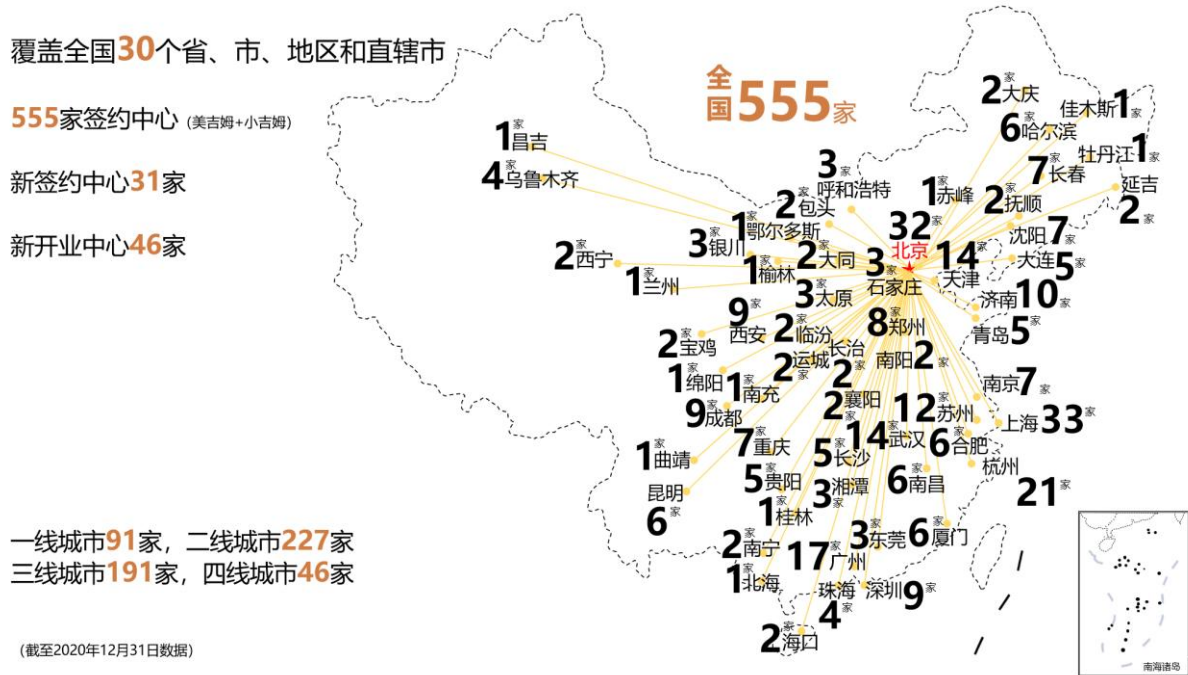 覆盖全国30个省、市、地区和直辖市
555家签约中心（美吉姆+小吉姆）
新签约中心31家
新开业中心46家
一线城市91家，二线城市227家
三线城市191家，四线城市46家
（截至2020年12月31日数据）
全国555家
2家大庆
佳木斯1家
6家哈尔滨
牡丹江1家
1家昌吉
4家乌鲁木齐
3家呼和浩特
7家长春
延吉2家
1家赤峰
2家抚顺
2家包头
32家北京
1家鄂尔多斯
沈阳7家
3家银川
2家大同
14家天津
大连5家
2家西宁
1家榆林
3家石家庄
1家兰州
3家太原
济南10家
9家西安
2家临汾
8家郑州
青岛5家
2家宝鸡
2家运城
长治2家
南阳2家
1家绵阳
1家南充
南京7家
9家成都
2家襄阳
12家苏州
上海33家
7家重庆
14家武汉
6家合肥
1家曲靖
5家长沙
杭州21家
5家贵阳
湘潭3家
6家南昌
昆明6家
1家桂林
2家南宁
17家广州
3家东莞
6家厦门
1家北海
珠海4家
深圳9家
2家海口
南海诸岛